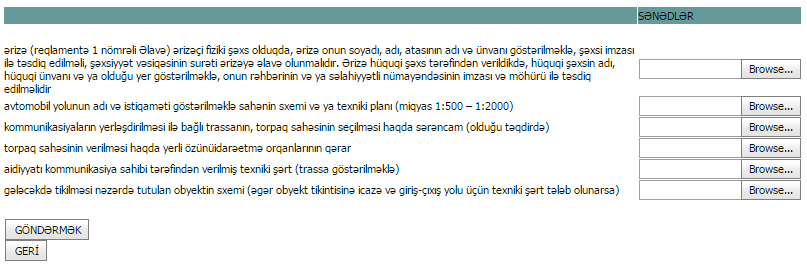 SƏNƏDLƏR
ərizə (reqlamentə 1 nömrəli Əlavə) ərizəçi fiziki şəxs olduqda, ərizə onun soyadı, adı, atasının adı və ünvanı göstərilməklə, şəxsi imzası
ilə təsdiq edilməli, şəxsiyyət vəsiqəsinin surəti ərizəyə əlavə olunmalıdır. Ərizə hüquqi şəxs tərəfindən verildikdə, hüquqi şəxsin adı,
hüquqi ünvanı və ya olduğu yer göstərilməklə, onun rəhbərinin və ya səlahiyyətli nümayəndəsinin imzası və möhürü ilə təsdiq
edilməlidir
Browse...
avtomobil yolunun adı və istiqaməti göstərilməklə sahənin sxemi və ya texniki planı (miqyas 1:500 – 1:2000) Browse...
kommunikasiyaların yerləşdirilməsi ilə bağlı trassanın, torpaq sahəsinin seçilməsi haqda sərəncam (olduğu təqdirdə) Browse...
torpaq sahəsinin verilməsi haqda yerli özünüidarəetmə orqanlarının qərar Browse...
aidiyyatı kommunikasiya sahibi tərəfindən verilmiş texniki şərt (trassa göstərilməklə) Browse...
gələcəkdə tikilməsi nəzərdə tutulan obyektin sxemi (əgər obyekt tikintisinə icazə və giriş-çıxış yolu üçün texniki şərt tələb olunarsa) Browse...
GÖNDƏRMƏK
GERİ